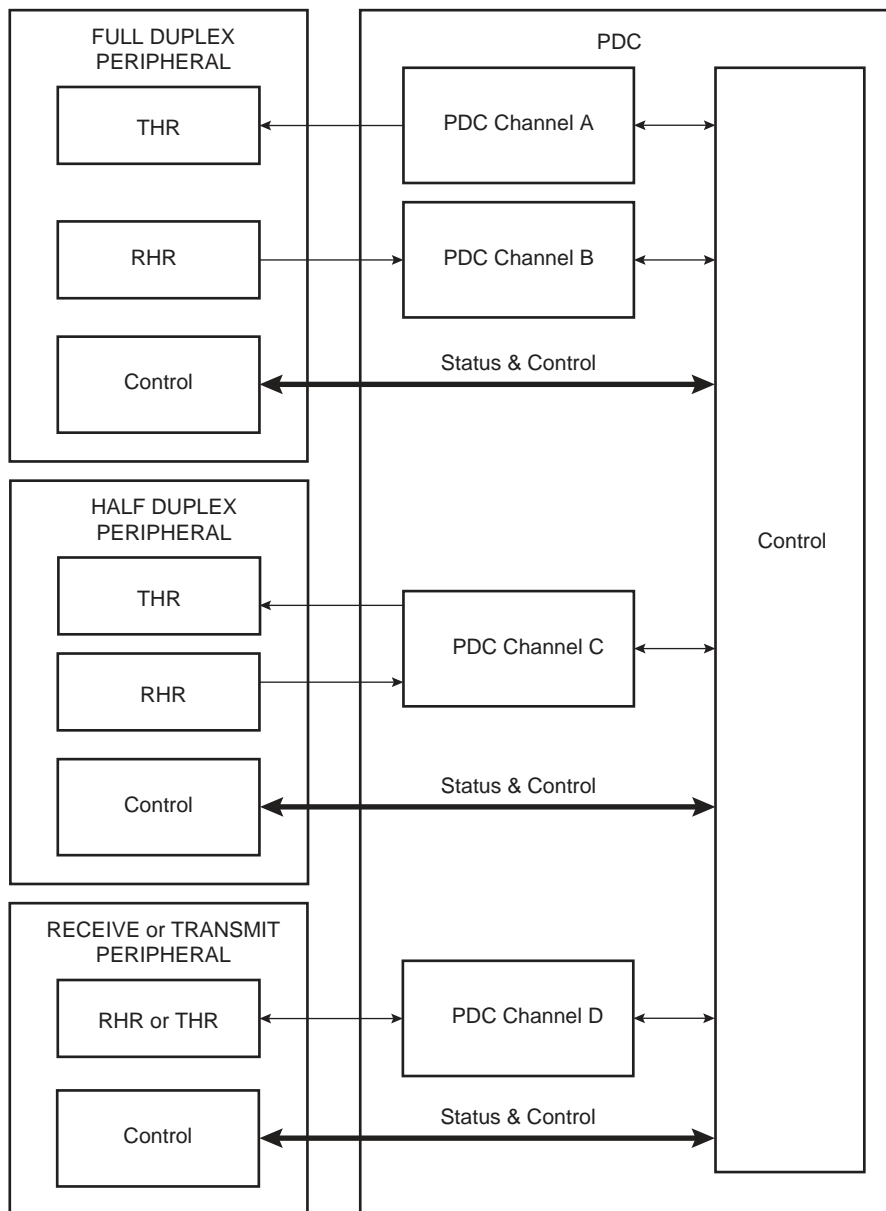 FULL DUPLEX
PERIPHERAL
PDC
THR
PDC Channel A
RHR
PDC Channel B
Control
Status & Control
HALF DUPLEX
PERIPHERAL
Control
THR
PDC Channel C
RHR
Control
Status & Control
RECEIVE or TRANSMIT
PERIPHERAL
RHR or THR
PDC Channel D
Control
Status & Control